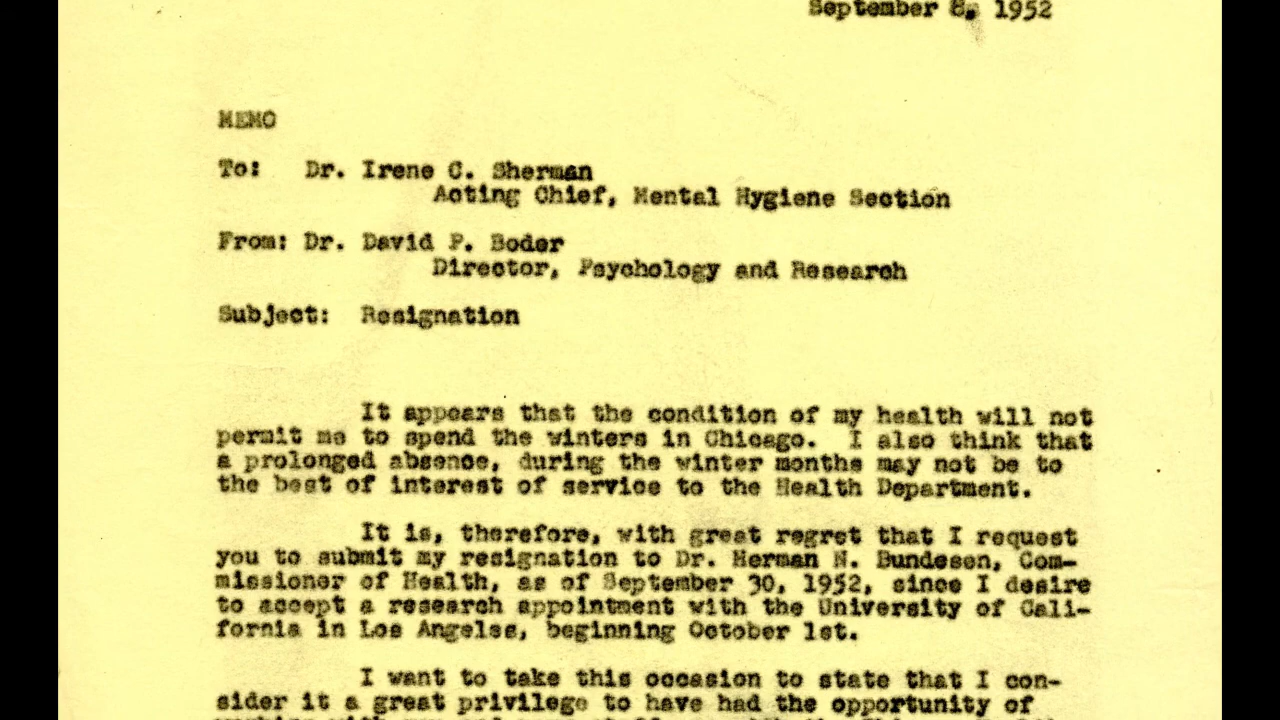 September 8, 1952
MEMO
To: Dr. Irene C. Sherman
Acting Chief, Mental Hygiene Section
From: Dr. David P. Boder
Director, Psychology and Research
Subject: Resignation
It appears that the condition of my health will not
permit me to spend the winters in Chicago. I also think that
a prolonged absence, during the winter months may not be to
the best of interest of service to the Health Department.
It is, therefore, with great regret that I request
you to submit my resignation to Dr. Herman N. Bundesen, Com-
missioner of Health, as of September 30, 1952, since I desire
to accept a research appointment with the University of Cali-
fornia in Los Angelse, beginning October 1st.
I want to take this occasion to state that I con-
sider it a great privilege to have had the opportunity of